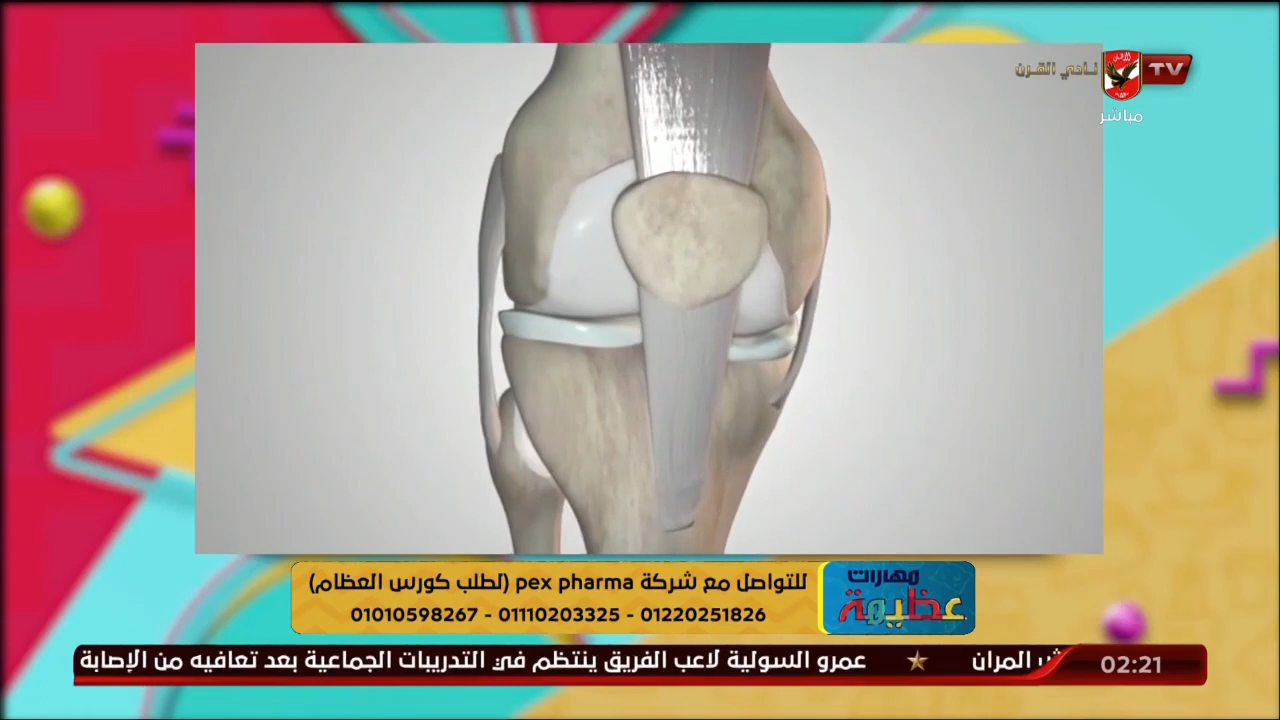 نادي القرن
TV
مباشر
للتواصل مع شركة pex pharma (لطلب كورس العظام)
01010598267 - 01110203325 - 01220251826
مهارات
عظيمة
المران ★ عمرو السولية لاعب الفريق ينتظم في التدريبات الجماعية بعد تعافيه من الإصابة
02:21